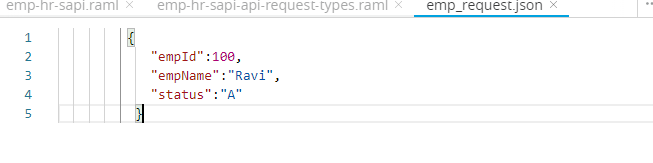 emp-hr-sapi.raml × emp-hr-sapi-api-request-types.raml × emp_request.json ×
1 {
2 "empId":100,
3 "empName":"Ravi",
4 "status":"A"
5 }